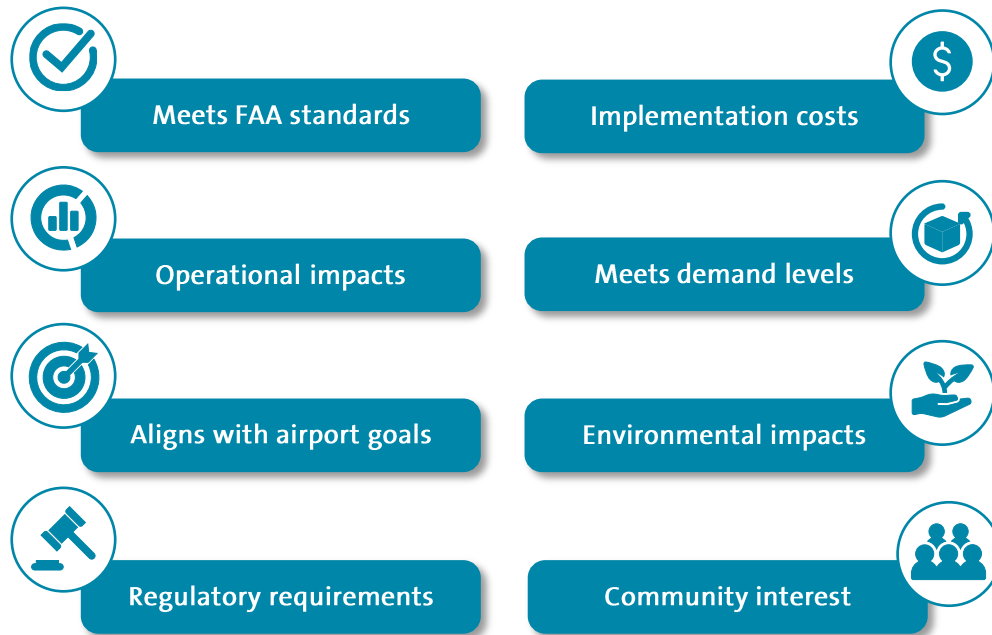 Meets FAA standards
Implementation costs
Operational impacts
Meets demand levels
Aligns with airport goals
Environmental impacts
Regulatory requirements
Community interest
$